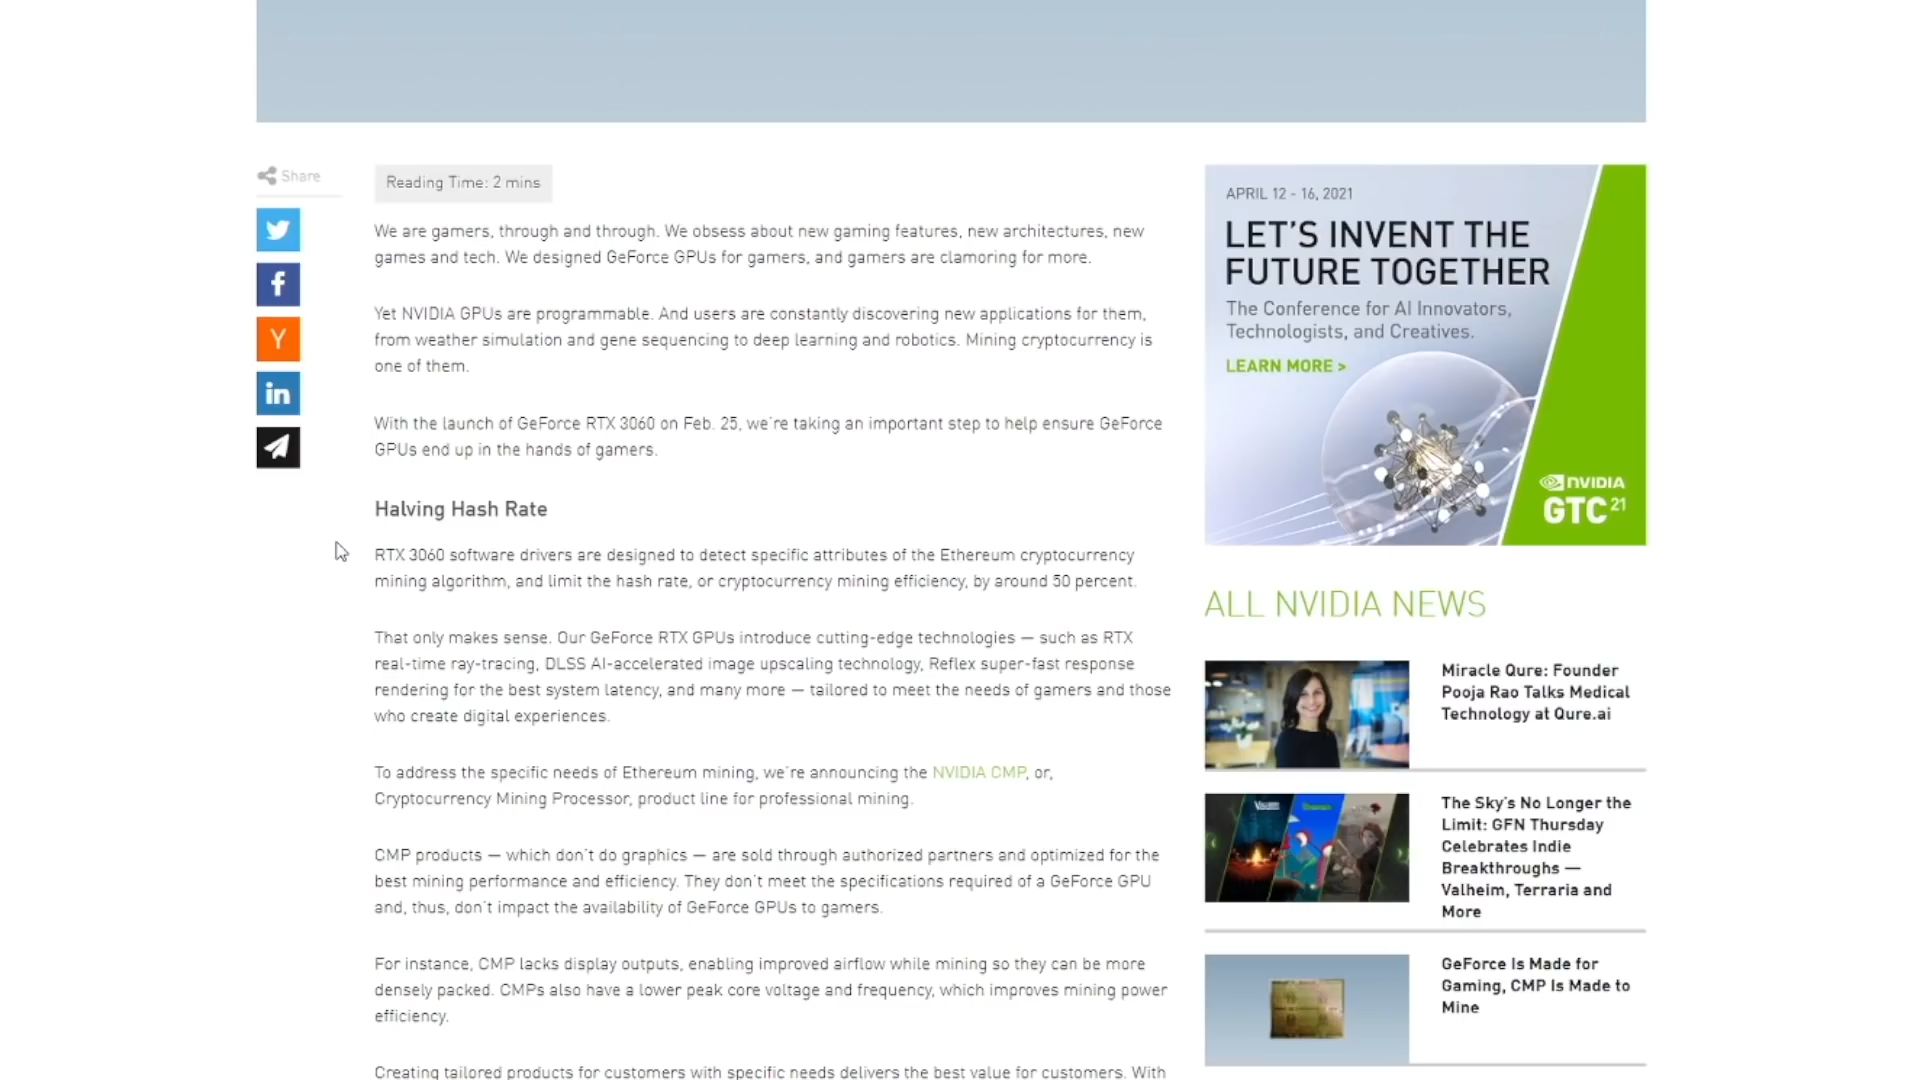 Share
Reading Time: 2 mins
We are gamers, through and through. We obsess about new gaming features, new architectures, new
games and tech. We designed GeForce GPUs for gamers, and gamers are clamoring for more.
Yet NVIDIA GPUs are programmable. And users are constantly discovering new applications for them,
from weather simulation and gene sequencing to deep learning and robotics. Mining cryptocurrency is
one of them.
With the launch of GeForce RTX 3060 on Feb. 25, we're taking an important step to help ensure GeForce
GPUs end up in the hands of gamers.
Halving Hash Rate
RTX 3060 software drivers are designed to detect specific attributes of the Ethereum cryptocurrency
mining algorithm, and limit the hash rate, or cryptocurrency mining efficiency, by around 50 percent.
That only makes sense. Our GeForce RTX GPUs introduce cutting-edge technologies — such as RTX
real-time ray-tracing, DLSS AI-accelerated image upscaling technology, Reflex super-fast response
rendering for the best system latency, and many more — tailored to meet the needs of gamers and those
who create digital experiences.
To address the specific needs of Ethereum mining, we're announcing the NVIDIA CMP, or,
Cryptocurrency Mining Processor, product line for professional mining.
CMP products — which don't do graphics — are sold through authorized partners and optimized for the
best mining performance and efficiency. They don't meet the specifications required of a GeForce GPU
and, thus, don't impact the availability of GeForce GPUs to gamers.
For instance, CMP lacks display outputs, enabling improved airflow while mining so they can be more
densely packed. CMPs also have a lower peak core voltage and frequency, which improves mining power
efficiency.
Creating tailored products for customers with specific needs delivers the best value for customers. With
APRIL 12 - 16, 2021
LET'S INVENT THE
FUTURE TOGETHER
The Conference for AI Innovators,
Technologists, and Creatives.
LEARN MORE >
NVIDIA
GTC 21
ALL NVIDIA NEWS
Miracle Qure: Founder
Pooja Rao Talks Medical
Technology at Qure.ai
The Sky's No Longer the
Limit: GFN Thursday
Celebrates Indie
Breakthroughs —
Valheim, Terraria and
More
GeForce Is Made for
Gaming, CMP Is Made to
Mine